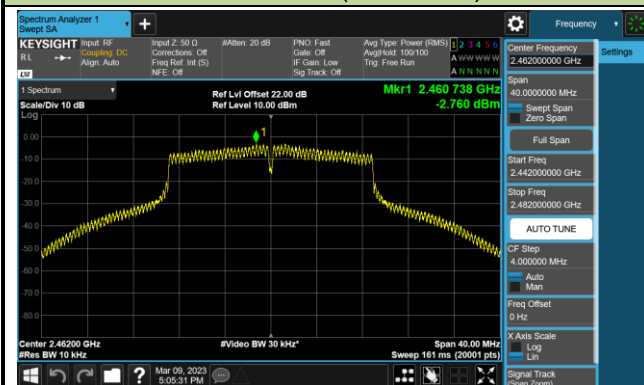 Spectrum Analyzer 1
Swept SA
+
Frequency
KEYSIGHT Input: RF Input Z: 50 Ω #Atten: 20 dB PNO: Fast Avg Type: Power (RMS) 1 2 3 4 5 6
RL Coupling: DC Corrections: Off Gate: Off Avg|Hold: 100/100 A W W W W W
Align: Auto Freq Ref: Int (S) IF Gain: Low Trig: Free Run
NFE: Off Sig Track: Off A N N N N N
LXI
Center Frequency
2.462000000 GHz
Settings
1 Spectrum
Ref Lvl Offset 22.00 dB
Mkr1 2.460 738 GHz
Scale/Div 10 dB
Ref Level 10.00 dBm
-2.760 dBm
Log
1
0.00
-10.0
-20.0
-30.0
-40.0
-50.0
-60.0
-70.0
-80.0
Span
40.0000000 MHz
Swept Span
Zero Span
Full Span
Start Freq
2.442000000 GHz
Stop Freq
2.482000000 GHz
AUTO TUNE
CF Step
4.000000 MHz
Auto
Man
Freq Offset
0 Hz
X Axis Scale
Log
Lin
Signal Track
(Span Zoom)
Center 2.46200 GHz
#Video BW 30 kHz*
Span 40.00 MHz
#Res BW 10 kHz
Sweep 161 ms (20001 pts)
?
Mar 09, 2023
5:05:31 PM